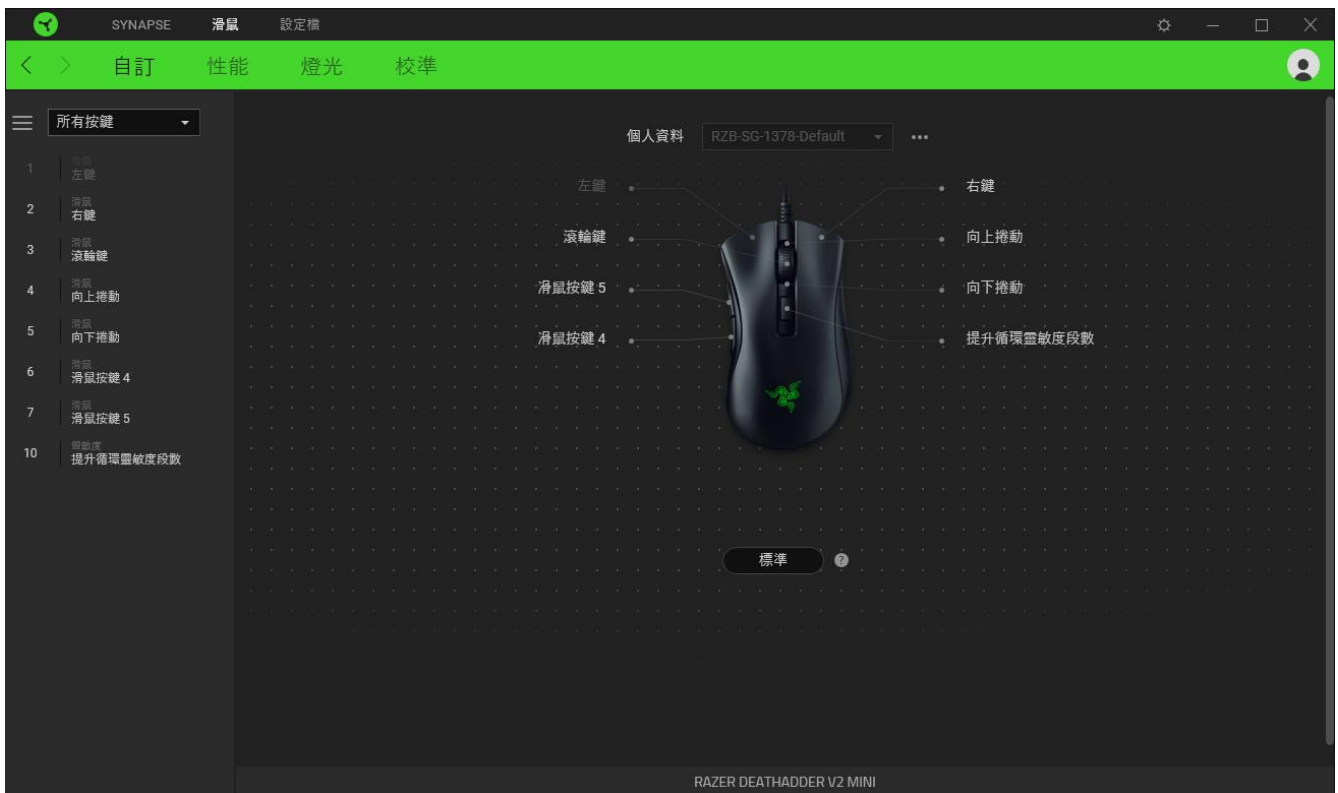 SYNAPSE 滑鼠 設定檔
自訂 性能 燈光 校準
所有按鍵
個人資料 RZB-SG-1378-Default
1 滑鼠
左鍵
2 滑鼠
右鍵
3 滑鼠
滾輪鍵
4 滑鼠
向上捲動
5 滑鼠
向下捲動
6 滑鼠
滑鼠按鍵 4
7 滑鼠
滑鼠按鍵 5
10 靈敏度
提升循環靈敏度段數
左鍵 右鍵
滾輪鍵 向上捲動
滑鼠按鍵 5 向下捲動
滑鼠按鍵 4 提升循環靈敏度段數
標準 ?
RAZER DEATHADDER V2 MINI